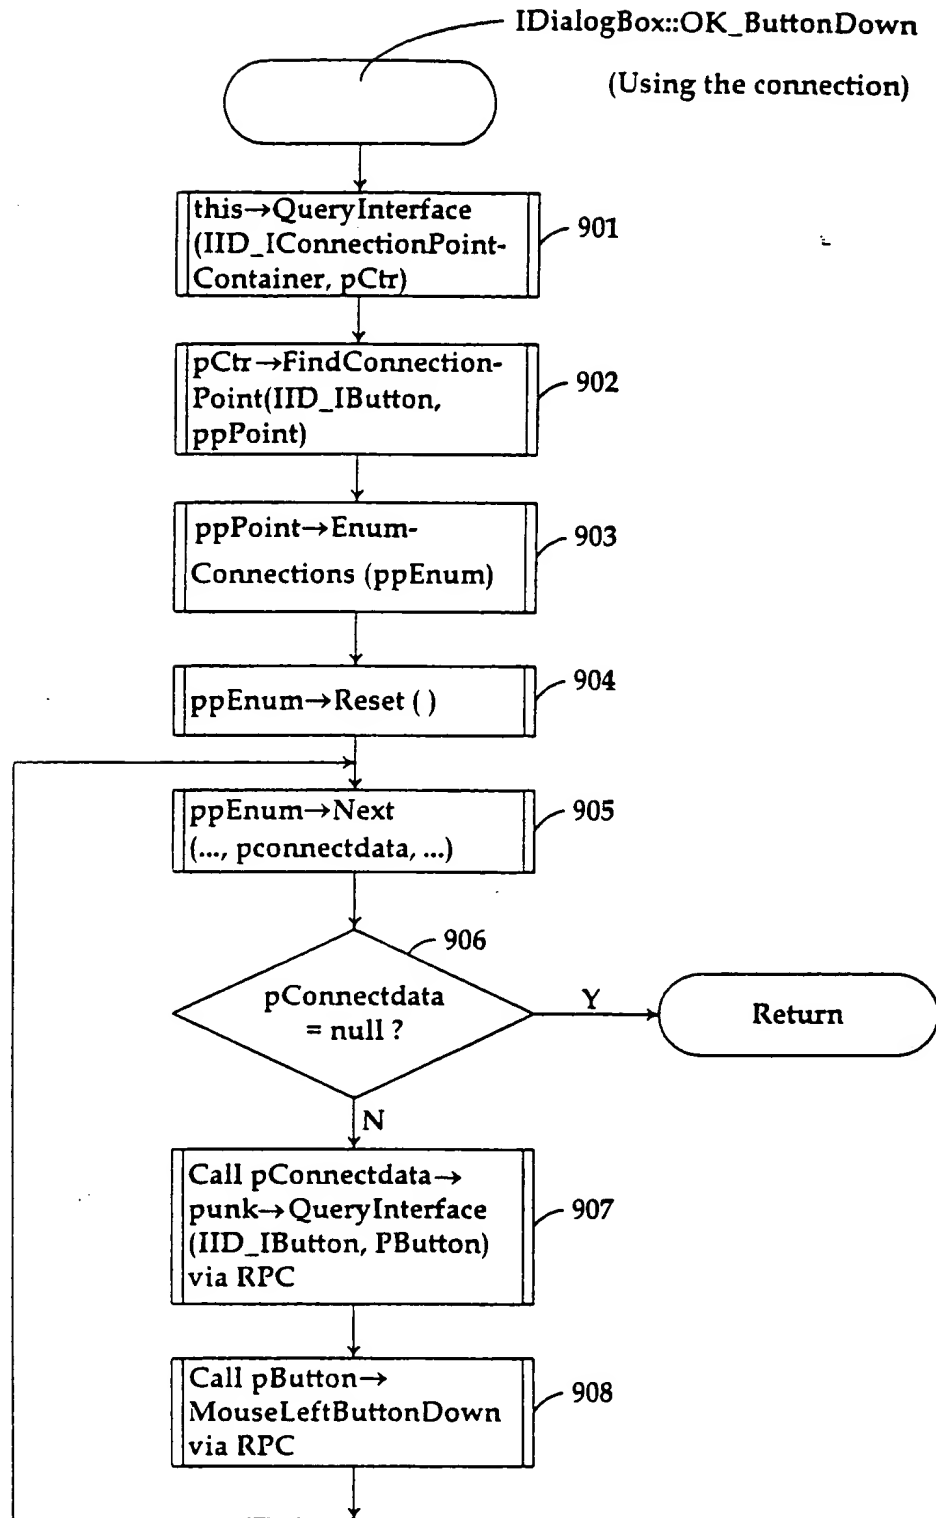 IDialogBox::OK_ButtonDown
(Using the connection)
this→QueryInterface
(IID_IConnectionPoint-
Container, pCtr)
901
pCtr→FindConnection-
Point(IID_IButton,
ppPoint)
902
ppPoint→Enum-
Connections (ppEnum)
903
ppEnum→Reset ( )
904
ppEnum→Next
(..., pconnectdata, ...)
905
906
pConnectdata
= null ?
Y
Return
N
Call pConnectdata→
punk→QueryInterface
(IID_IButton, PButton)
via RPC
907
Call pButton→
MouseLeftButtonDown
via RPC
908